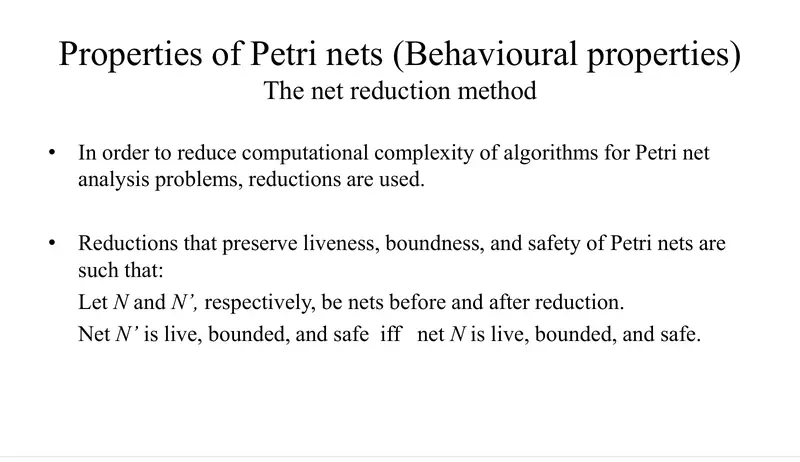 Properties of Petri nets (Behavioural properties)
The net reduction method
• In order to reduce computational complexity of algorithms for Petri net
analysis problems, reductions are used.
• Reductions that preserve liveness, boundness, and safety of Petri nets are
such that:
Let N and N’, respectively, be nets before and after reduction.
Net N’ is live, bounded, and safe iff net N is live, bounded, and safe.